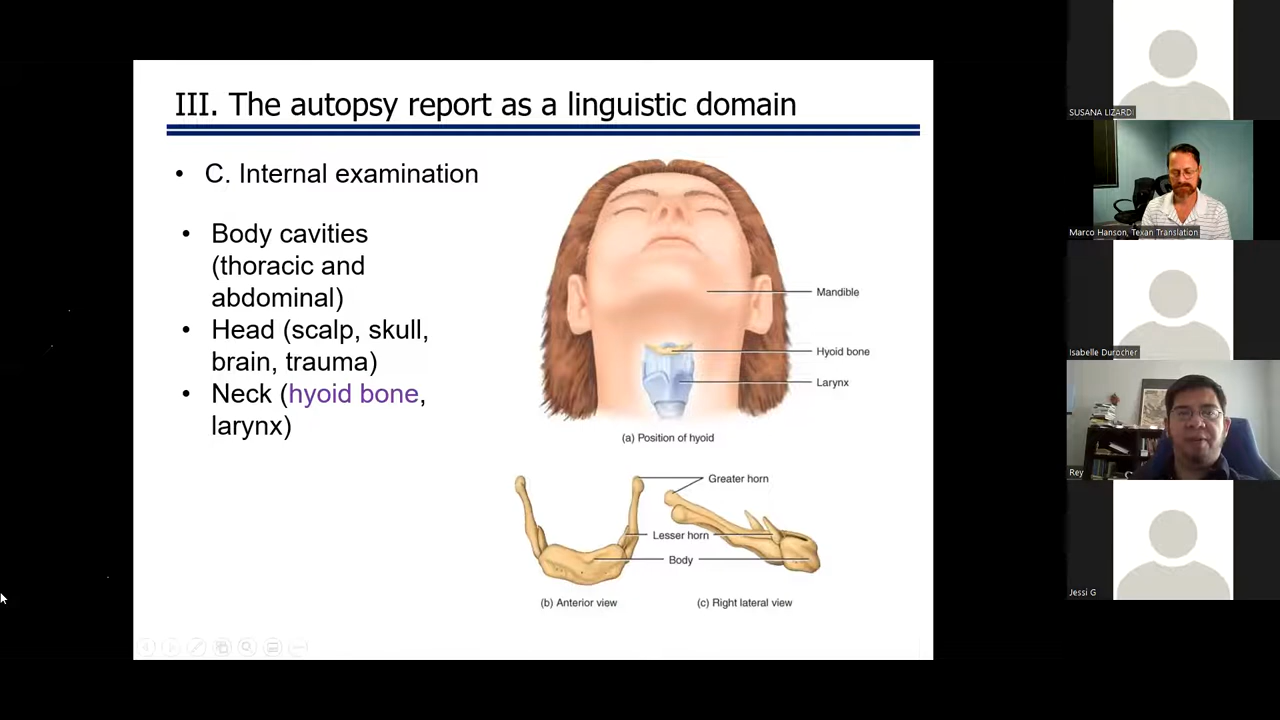 III. The autopsy report as a linguistic domain
• C. Internal examination
• Body cavities
(thoracic and
abdominal)
• Head (scalp, skull,
brain, trauma)
• Neck (hyoid bone,
larynx)
Mandible
Hyoid bone
Larynx
(a) Position of hyoid
Greater horn
Lesser horn
Body
(b) Anterior view
(c) Right lateral view
SUSANA LIZARDI
Marco Hanson, Texan Translation
Isabelle Durocher
Rey
Jessi G